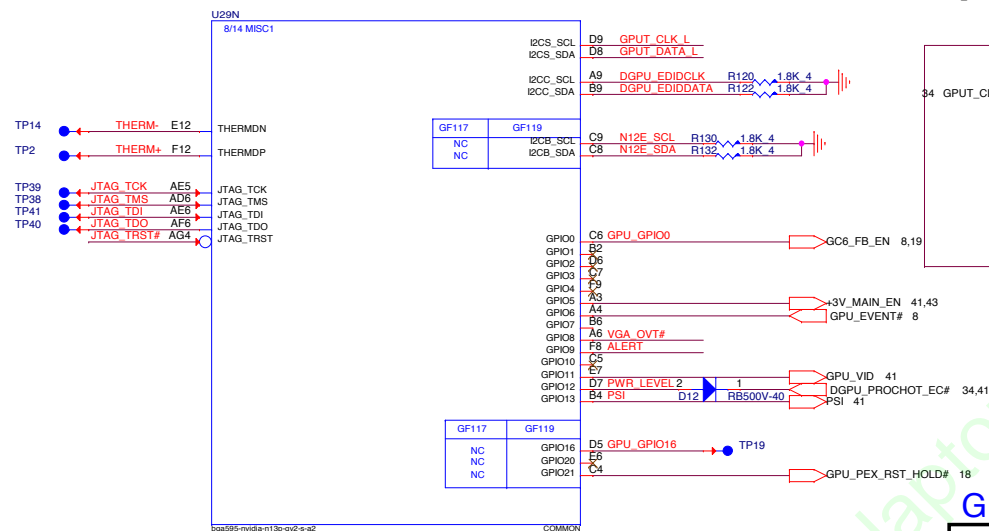 U29N
8/14 MISC1
I2CS_SCL D9 GPUT_CLK_L
I2CS_SDA D8 GPUT_DATA_L
I2CC_SCL A9 DGPU_EDIDCLK R120 1.8K_4
I2CC_SDA B9 DGPU_EDIDDATA R122 1.8K_4
34 GPUT_CL
TP14 THERM- E12 THERMDN
GF117 GF119
NC I2CB_SCL C9 N12E_SCL R130 1.8K_4
NC I2CB_SDA C8 N12E_SDA R132 1.8K_4
TP2 THERM+ F12 THERMDP
TP39 JTAG_TCK AE5 JTAG_TCK
TP38 JTAG_TMS AD6 JTAG_TMS
TP41 JTAG_TDI AE6 JTAG_TDI
TP40 JTAG_TDO AF6 JTAG_TDO
JTAG_TRST# AG4 JTAG_TRST
GPIO0 C6 GPU_GPIO0 GC6_FB_EN 8,19
GPIO1 B2
GPIO2 D6
GPIO3 C7
GPIO4 F9
GPIO5 A3 +3V_MAIN_EN 41,43
GPIO6 A4 GPU_EVENT# 8
GPIO7 B6
GPIO8 A6 VGA_OVT#
GPIO9 F8 ALERT
GPIO10 C5
GPIO11 E7 GPU_VID 41
GPIO12 D7 PWR_LEVEL 2 1 DGPU_PROCHOT_EC# 34,41
GPIO13 B4 PSI D12 RB500V-40 PSI 41
GF117 GF119
NC GPIO16 D5 GPU_GPIO16 TP19
NC GPIO20 E6
NC GPIO21 C4 GPU_PEX_RST_HOLD# 18
bga595-nvidia-n13p-gv2-s-a2 COMMON
G